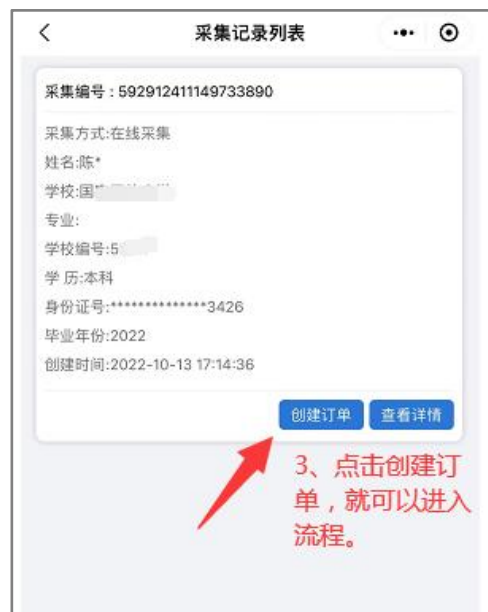 采集记录列表
采集编号：592912411149733890
采集方式:在线采集
姓名:陈*
学校:国
专业:
学校编号:5
学 历:本科
身份证号:**************3426
毕业年份:2022
创建时间:2022-10-13 17:14:36
创建订单 查看详情
3、点击创建订
单，就可以进入
流程。